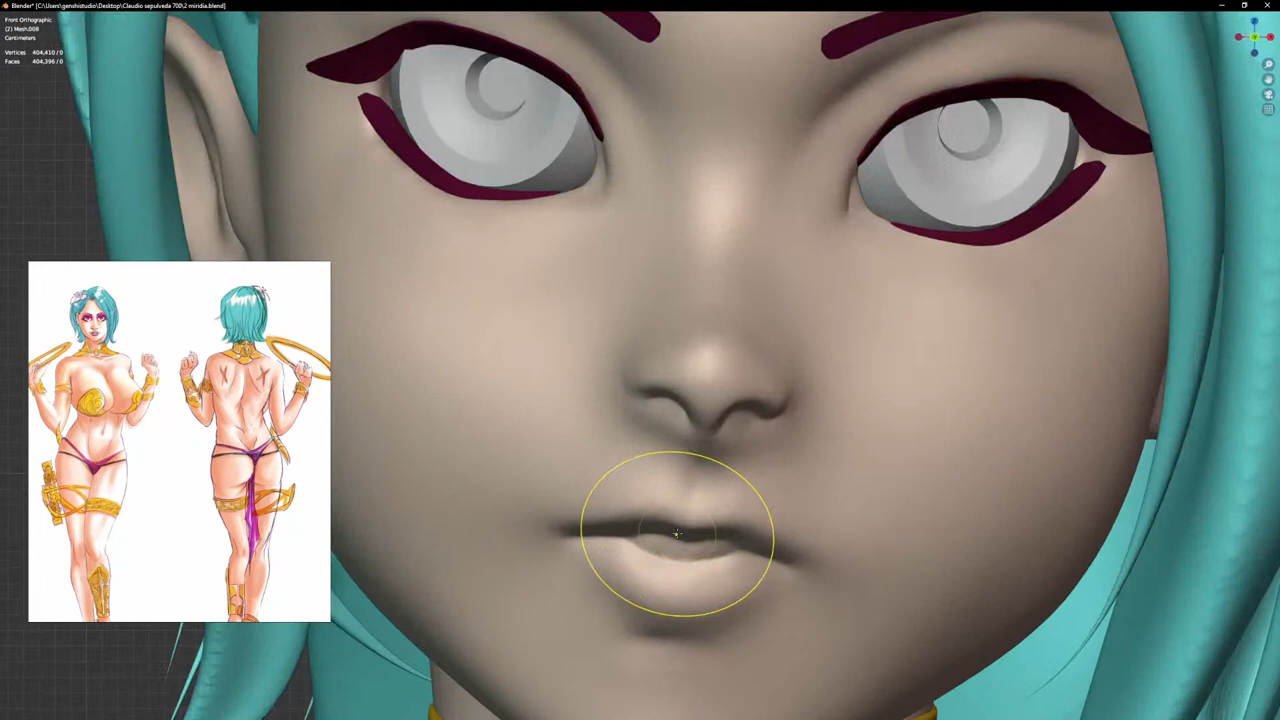 Blender* [C:\Users\genshistudio\Desktop\Claudio sepulveda 700\2 miridia.blend]
Front Orthographic
(2) Mesh.008
Centimeters
Vertices 404,410 / 0
Faces 404,396 / 0